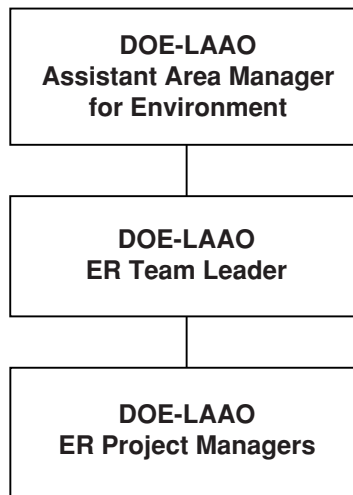 DOE-LAAO
Assistant Area Manager
for Environment
DOE-LAAO
ER Team Leader
DOE-LAAO
ER Project Managers